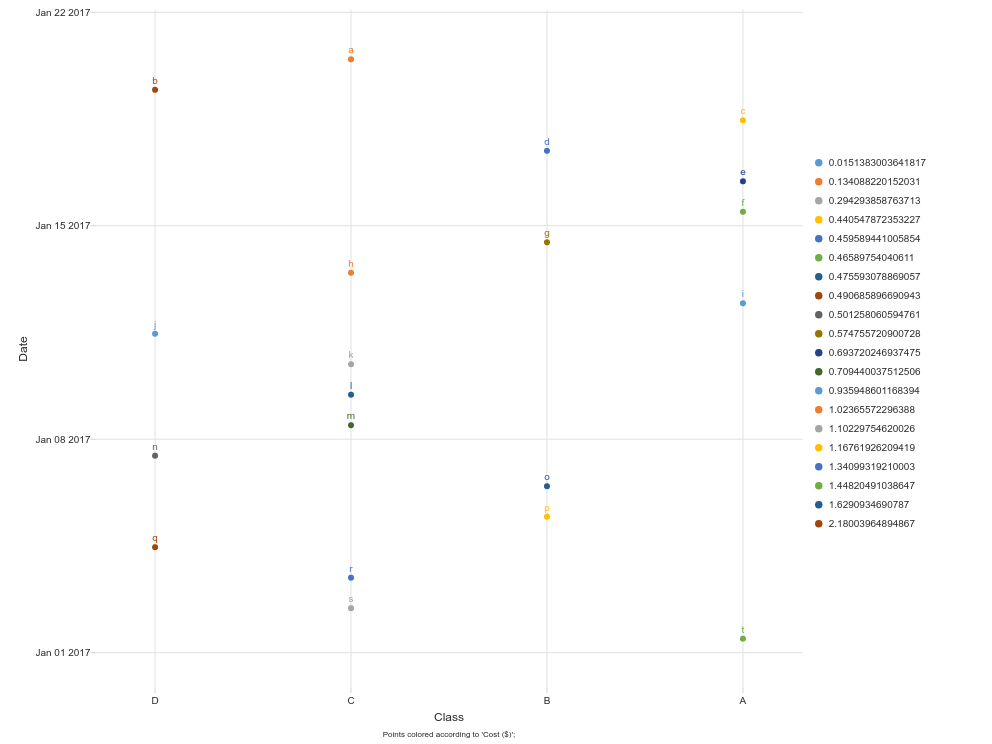 Jan 22 2017
a
b
c
d
e
f
Jan 15 2017
g
h
i
j
k
l
m
Jan 08 2017
n
o
p
q
r
s
t
Jan 01 2017
Date
D
C
B
A
Class
Points colored according to 'Cost ($)';
0.0151383003641817
0.134088220152031
0.294293858763713
0.440547872353227
0.459589441005854
0.46589754040611
0.475593078869057
0.490685896690943
0.501258060594761
0.574755720900728
0.693720246937475
0.709440037512506
0.935948601168394
1.02365572296388
1.10229754620026
1.16761926209419
1.34099319210003
1.44820491038647
1.6290934690787
2.18003964894867